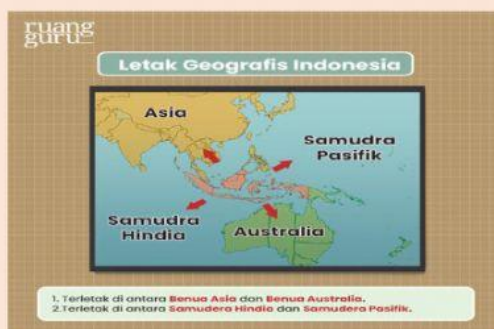 ruang
guru
Letak Geografis Indonesia
Asia
Samudra
Pasifik
Samudra
Hindia
Australia
1. Terletak di antara Benua Asia dan Benua Australia.
2.Terletak di antara Samudera Hindia dan Samudera Pasifik.